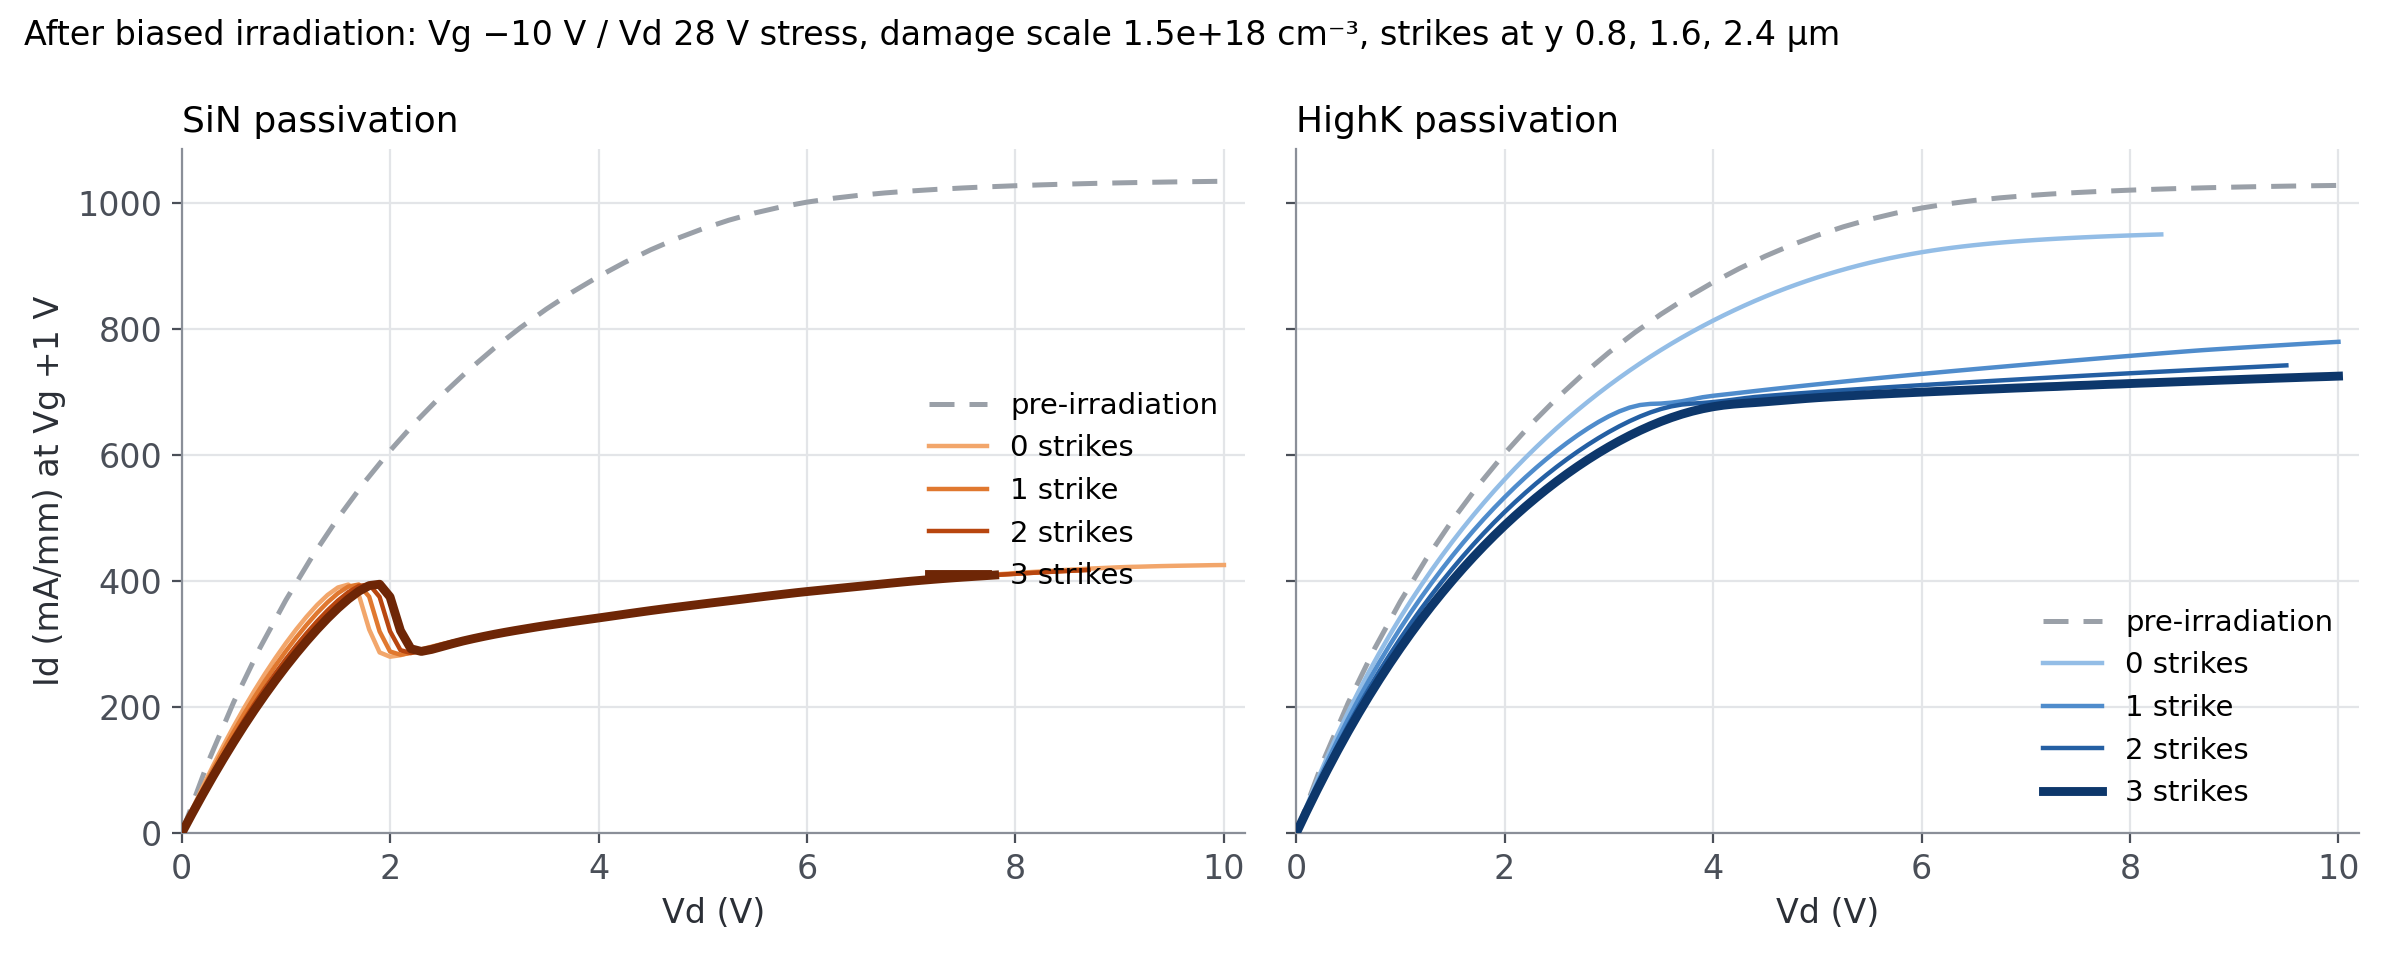 After biased irradiation: Vg −10 V / Vd 28 V stress, damage scale 1.5e+18 cm⁻³, strikes at y 0.8, 1.6, 2.4 μm
SiN passivation
Id (mA/mm) at Vg +1 V
1000
800
600
400
200
0
0 2 4 6 8 10
Vd (V)
pre-irradiation
0 strikes
1 strike
2 strikes
3 strikes
HighK passivation
0 2 4 6 8 10
Vd (V)
pre-irradiation
0 strikes
1 strike
2 strikes
3 strikes